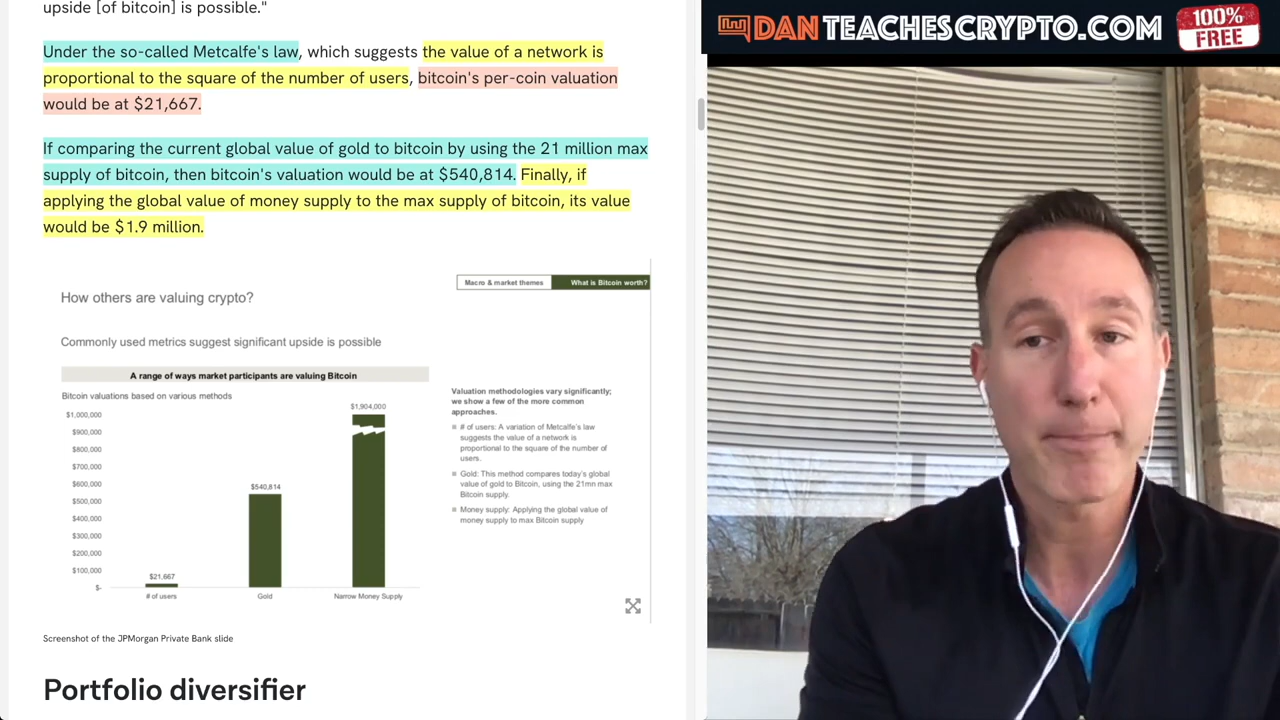 upside [of bitcoin] is possible."
Under the so-called Metcalfe's law, which suggests the value of a network is
proportional to the square of the number of users, bitcoin's per-coin valuation
would be at $21,667.
If comparing the current global value of gold to bitcoin by using the 21 million max
supply of bitcoin, then bitcoin's valuation would be at $540,814. Finally, if
applying the global value of money supply to the max supply of bitcoin, its value
would be $1.9 million.
Macro & market themes
What is Bitcoin worth?
How others are valuing crypto?
Commonly used metrics suggest significant upside is possible
A range of ways market participants are valuing Bitcoin
Bitcoin valuations based on various methods
$1,000,000
$900,000
$800,000
$700,000
$600,000
$500,000
$400,000
$300,000
$200,000
$100,000
$-
$21,667
$540,814
$1,904,000
# of users
Gold
Narrow Money Supply
Valuation methodologies vary significantly;
we show a few of the more common
approaches.
# of users: A variation of Metcalfe's law
suggests the value of a network is
proportional to the square of the number of
users.
Gold: This method compares today's global
value of gold to Bitcoin, using the 21mn max
Bitcoin supply.
Money supply: Applying the global value of
money supply to max Bitcoin supply
Screenshot of the JPMorgan Private Bank slide
Portfolio diversifier
DANTEACHESCRYPTO.COM
100%
FREE